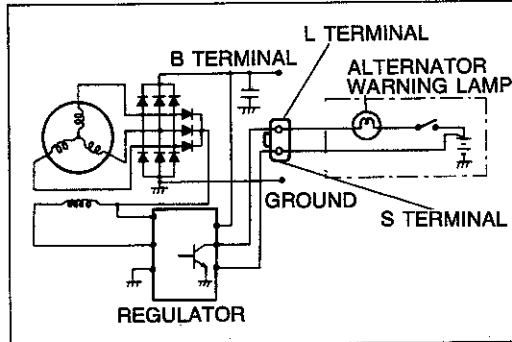 L TERMINAL
B TERMINAL
ALTERNATOR
WARNING LAMP
GROUND
S TERMINAL
REGULATOR